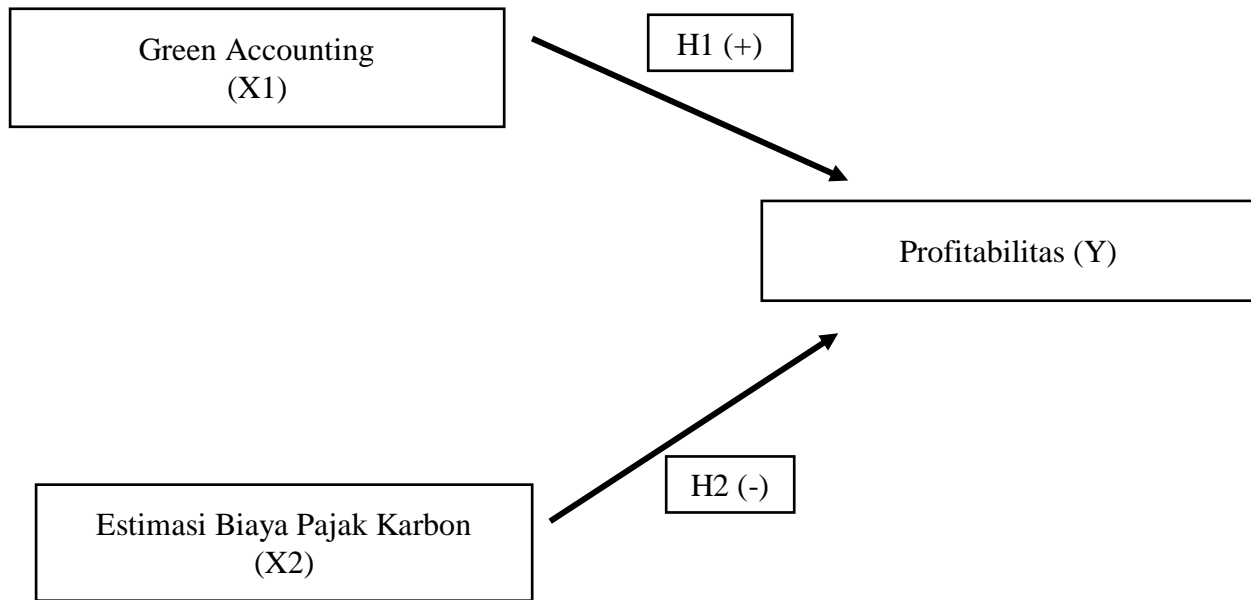 Green Accounting
(X1)
H1 (+)
Profitabilitas (Y)
H2 (-)
Estimasi Biaya Pajak Karbon
(X2)